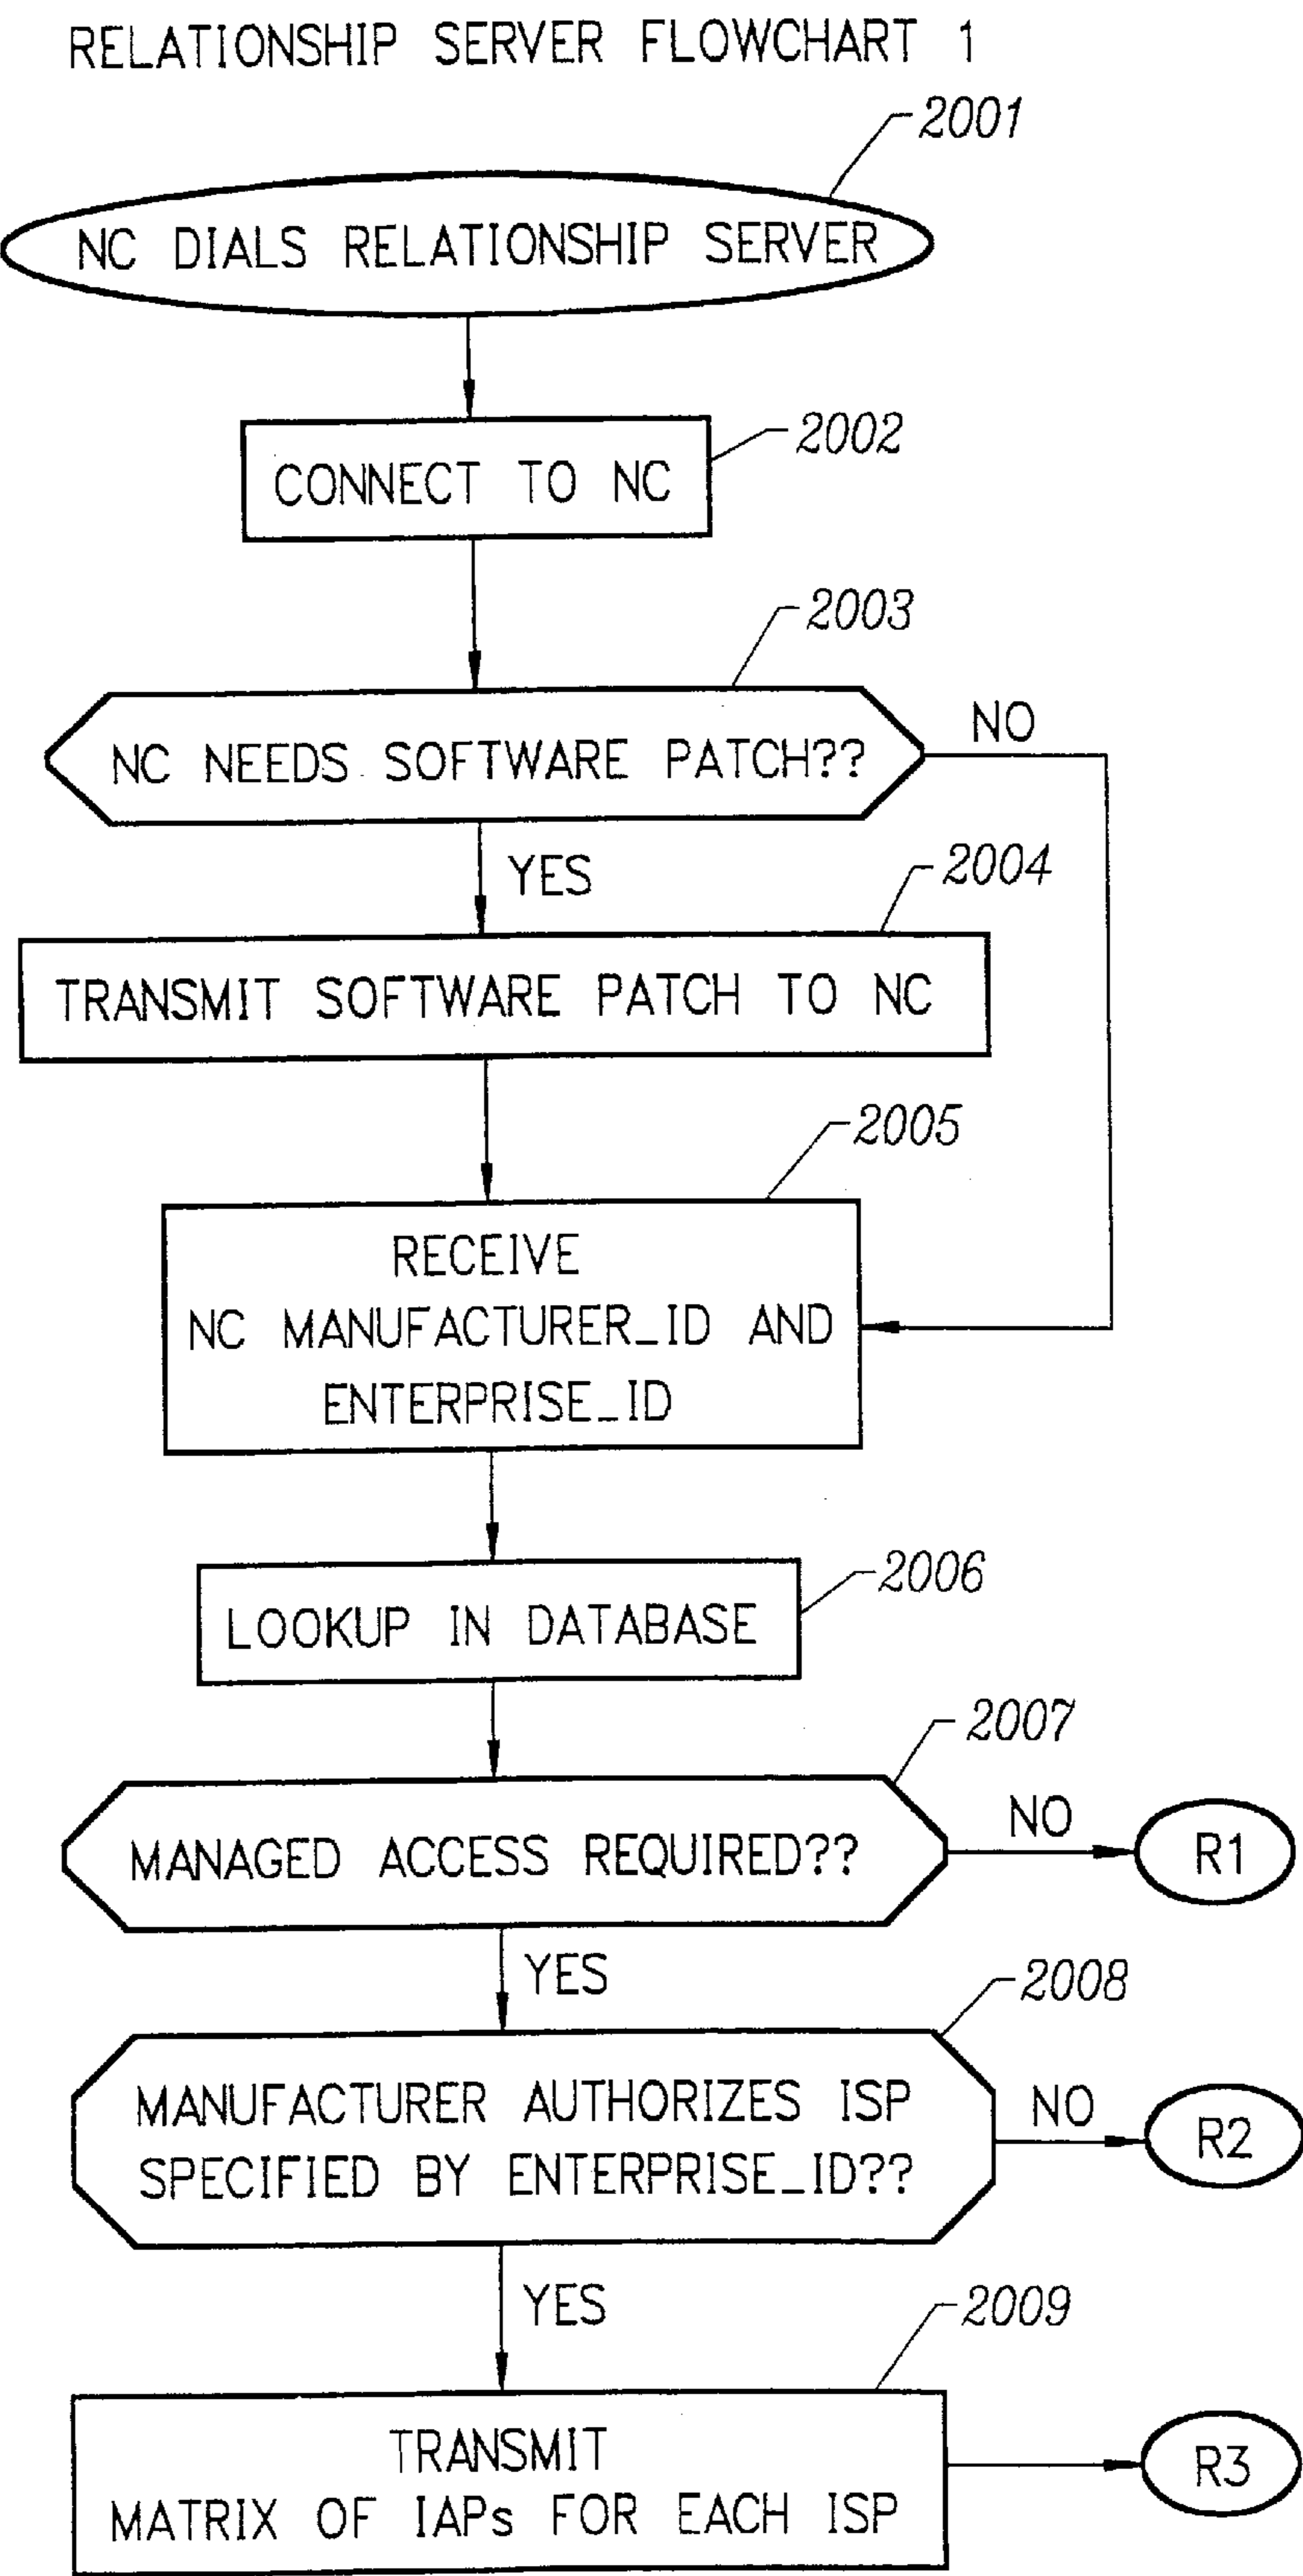 RELATIONSHIP SERVER FLOWCHART 1
2001
NC DIALS RELATIONSHIP SERVER
2002
CONNECT TO NC
2003
NC NEEDS SOFTWARE PATCH??
NO
YES
2004
TRANSMIT SOFTWARE PATCH TO NC
2005
RECEIVE
NC MANUFACTURER_ID AND
ENTERPRISE_ID
2006
LOOKUP IN DATABASE
2007
MANAGED ACCESS REQUIRED??
NO
R1
YES
2008
MANUFACTURER AUTHORIZES ISP
SPECIFIED BY ENTERPRISE_ID??
NO
R2
YES
2009
TRANSMIT
MATRIX OF IAPs FOR EACH ISP
R3